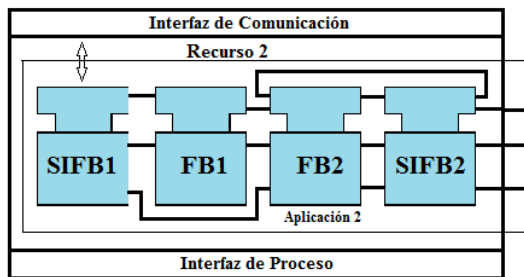 Interfaz de Comunicación
Recurso 2
SIFB1 FB1 FB2 SIFB2
Aplicación 2
Interfaz de Proceso